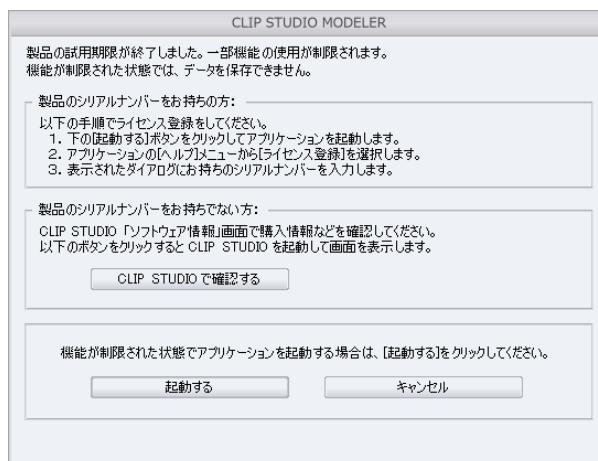 CLIP STUDIO MODELER
製品の試用期限が終了しました。一部機能の使用が制限されます。
機能が制限された状態では、データを保存できません。
製品のシリアルナンバーをお持ちの方:
以下の手順でライセンス登録をしてください。
1. 下の[起動する]ボタンをクリックしてアプリケーションを起動します。
2. アプリケーションの[ヘルプ]メニューから[ライセンス登録]を選択します。
3. 表示されたダイアログにお持ちのシリアルナンバーを入力します。
製品のシリアルナンバーをお持ちでない方:
CLIP STUDIO「ソフトウェア情報」画面で購入情報などを確認してください。
以下のボタンをクリックすると CLIP STUDIO を起動して画面を表示します。
CLIP STUDIO で確認する
機能が制限された状態でアプリケーションを起動する場合は、[起動する]をクリックしてください。
起動する
キャンセル